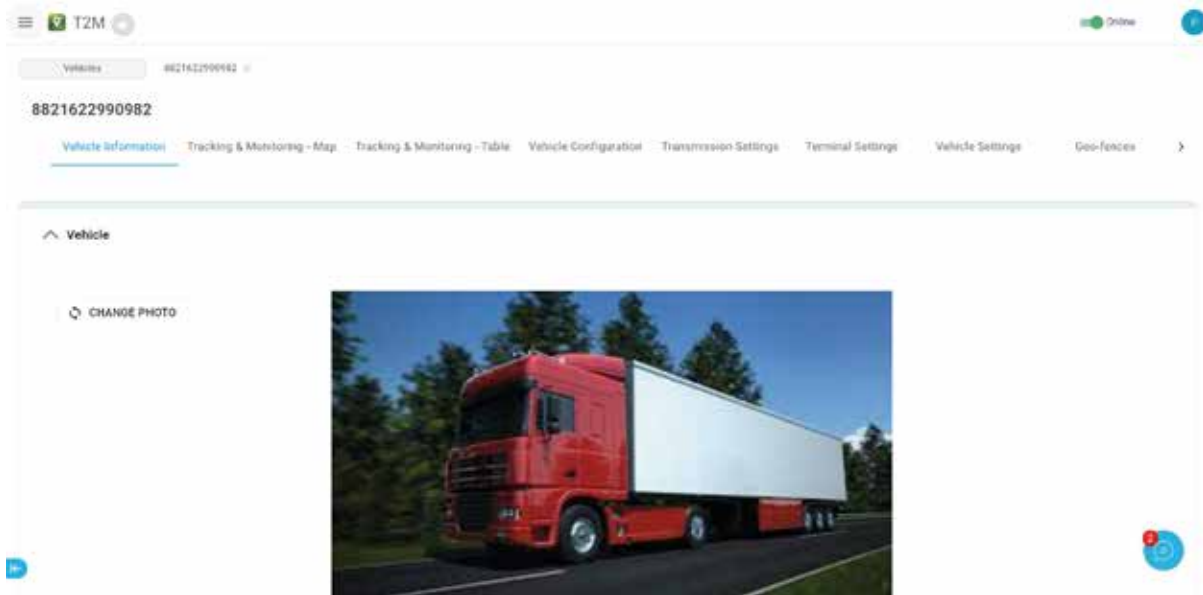 T2M
Online
Vehicles 8821622990982
8821622990982
Vehicle Information Tracking & Monitoring - Map Tracking & Monitoring - Table Vehicle Configuration Transmission Settings Terminal Settings Vehicle Settings Geo-fences
Vehicle
CHANGE PHOTO
2